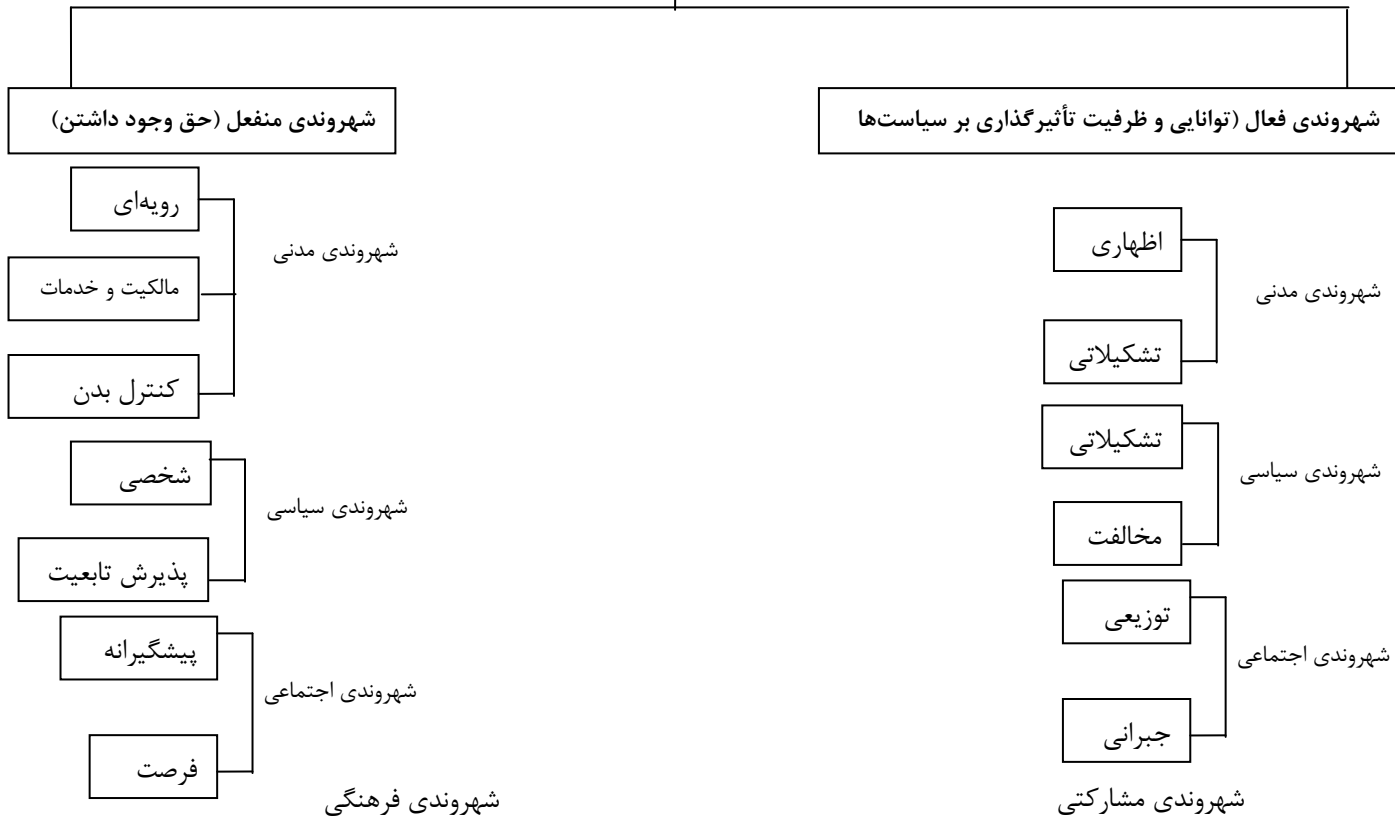 شهروندی فعال (توانایی و ظرفیت تأثیرگذاری بر سیاست‌ها
اظهاری
شهروندی مدنی
تشکیلاتی
تشکیلاتی
شهروندی سیاسی
مخالفت
توزیعی
شهروندی اجتماعی
جبرانی
شهروندی مشارکتی
شهروندی منفعل (حق وجود داشتن)
رویه‌ای
شهروندی مدنی
مالکیت و خدمات
کنترل بدن
شخصی
شهروندی سیاسی
پذیرش تابعیت
پیشگیرانه
شهروندی اجتماعی
فرصت
شهروندی فرهنگی